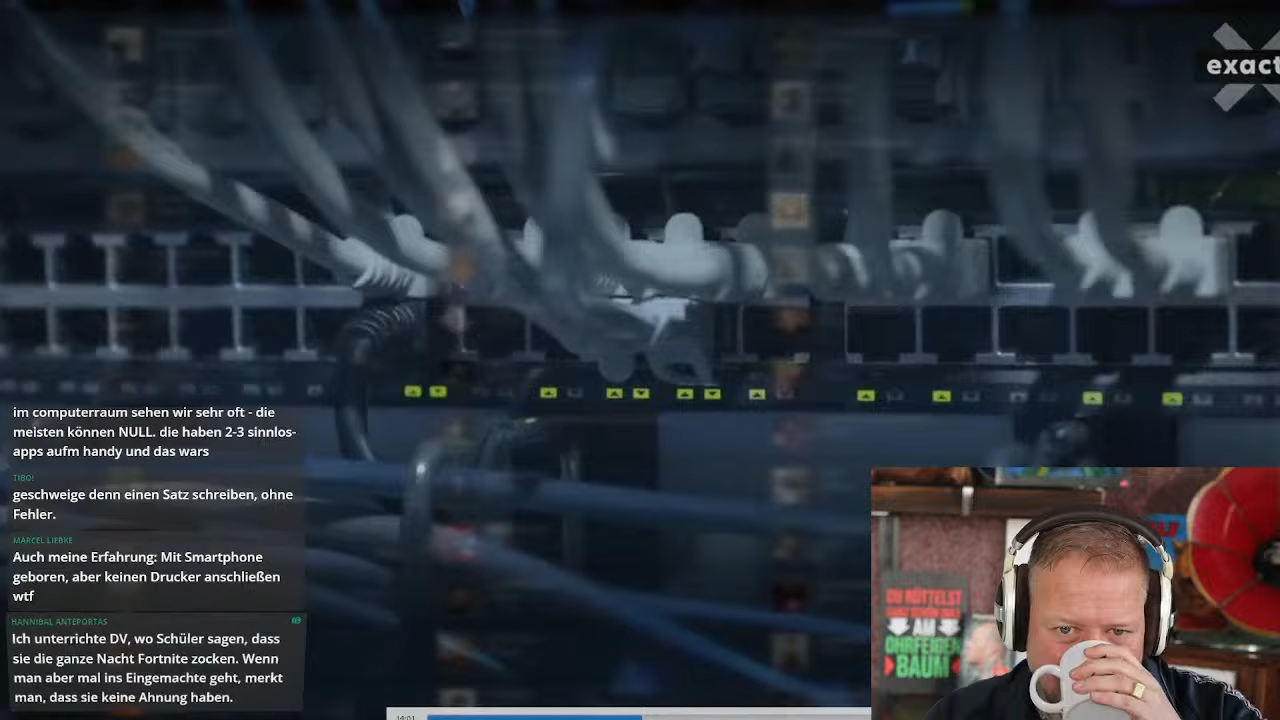 exact
im computerraum sehen wir sehr oft - die
meisten können NULL. die haben 2-3 sinnlos-
apps aufm handy und das wars
TIBO!
geschweige denn einen Satz schreiben, ohne
Fehler.
MARCEL LIEBKE
Auch meine Erfahrung: Mit Smartphone
geboren, aber keinen Drucker anschließen
wtf
HANNIBAL ANTEPORTAS
Ich unterrichte DV, wo Schüler sagen, dass
sie die ganze Nacht Fortnite zocken. Wenn
man aber mal ins Eingemachte geht, merkt
man, dass sie keine Ahnung haben.
DU RÜTTELST
AM
OHRFEIGEN
BAUM
14:01